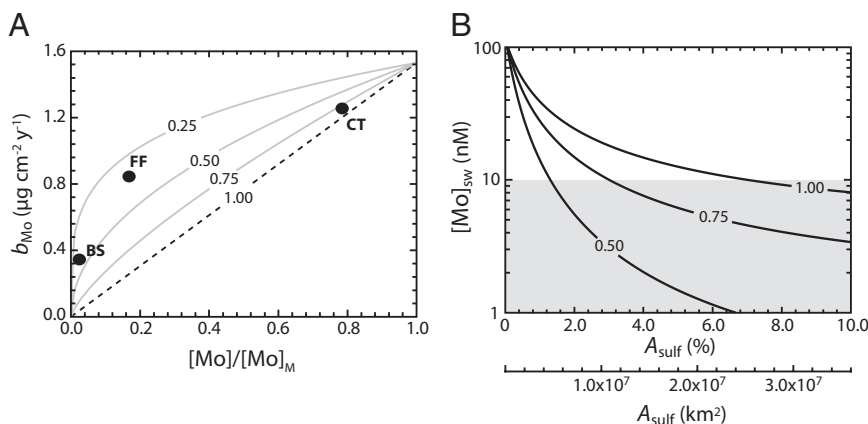 A
1.6
1.2
0.8
0.4
0.0
b_Mo (µg cm⁻² y⁻¹)
0.25
0.50
0.75
1.00
FF
BS
CT
0.0 0.2 0.4 0.6 0.8 1.0
[Mo]/[Mo]_M
B
100
10
1
[Mo]_sw (nM)
1.00
0.75
0.50
0 2.0 4.0 6.0 8.0 10.0
A_sulf (%)
1.0x10⁷ 2.0x10⁷ 3.0x10⁷
A_sulf (km²)